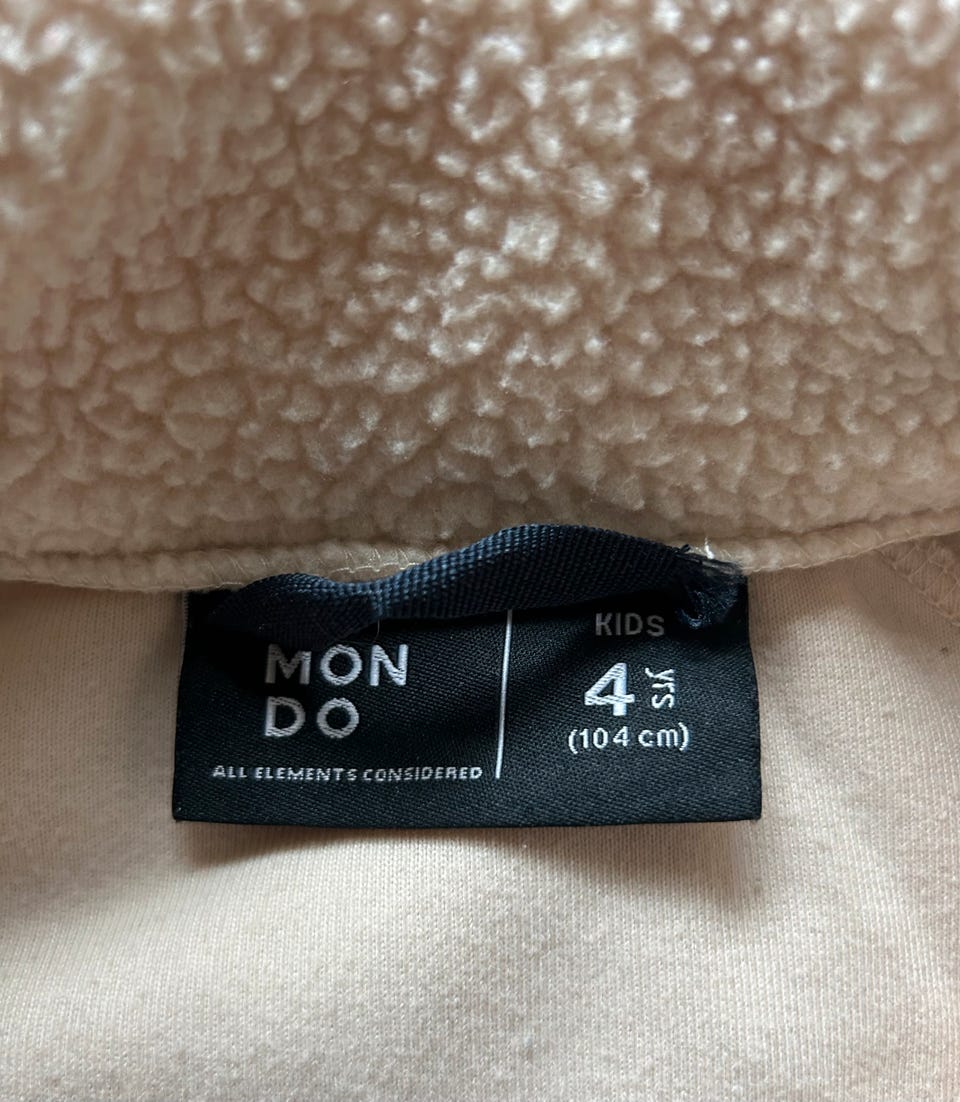 MON
DO
ALL ELEMENTS CONSIDERED
KIDS
4 yrs
(104 cm)